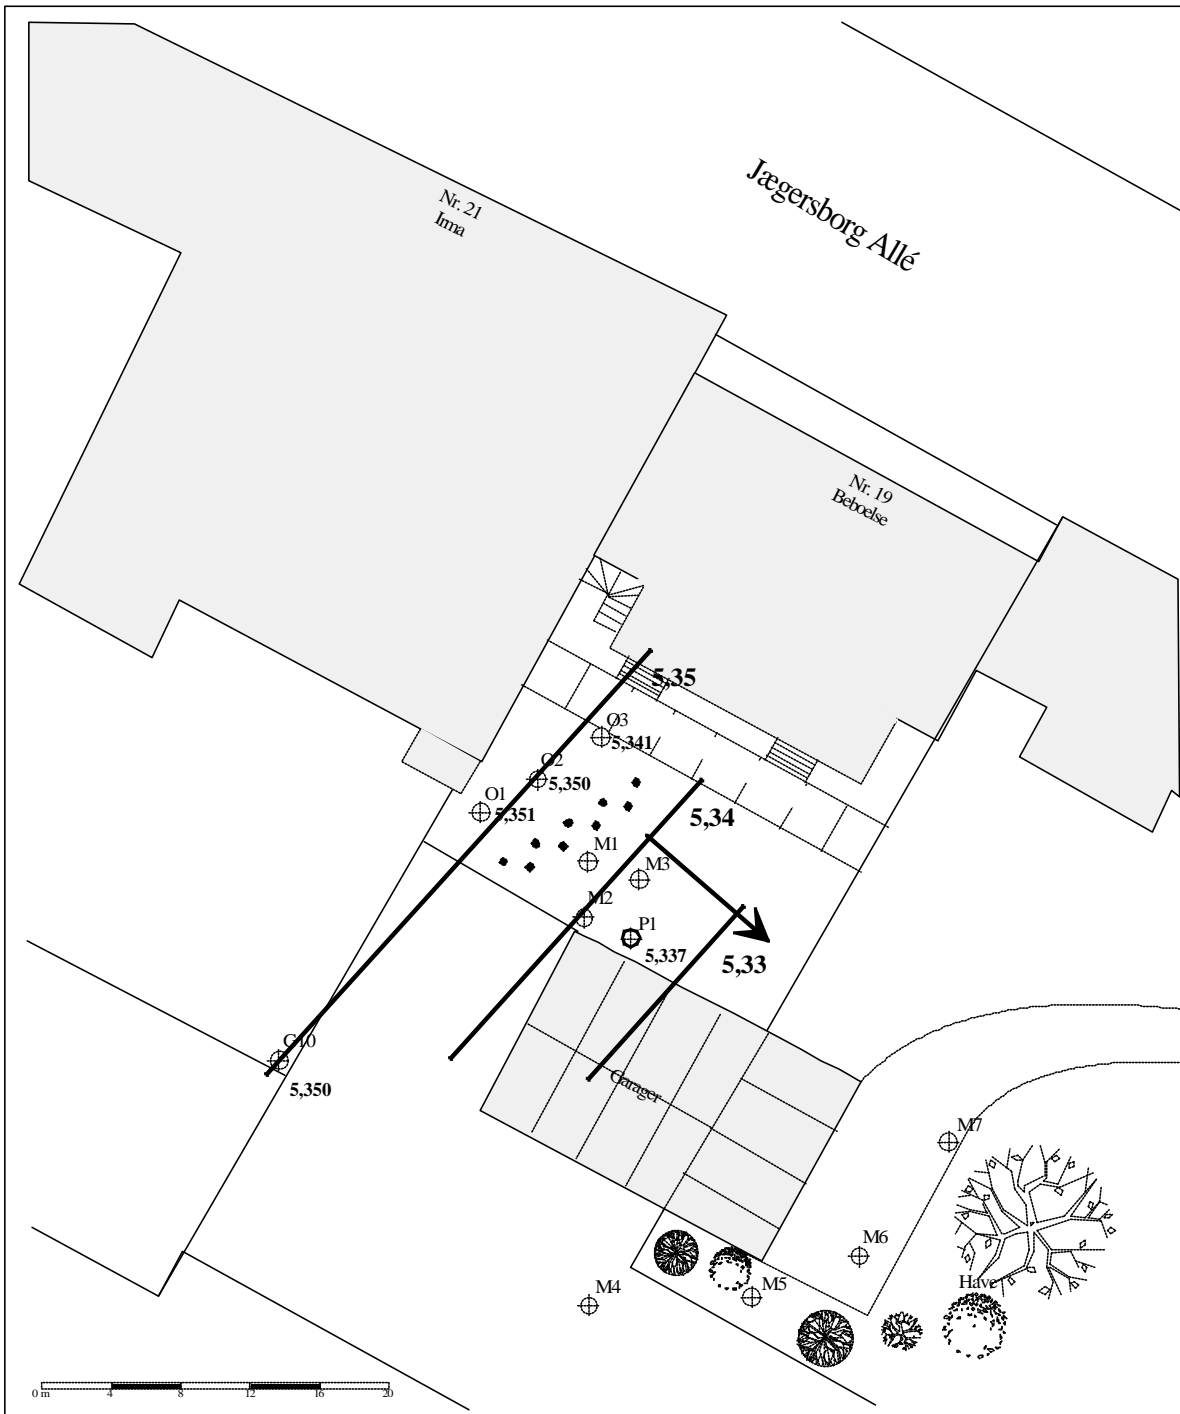 Jægersborg Allé
Nr. 21
Irma
Nr. 19
Beboelse
5,35
O3
5,341
O2
5,350
O1
5,351
5,34
M1
M3
M2
P1
5,337
5,33
G10
5,350
Garager
M7
M6
Have
M5
M4
0 m 4 8 12 16 20